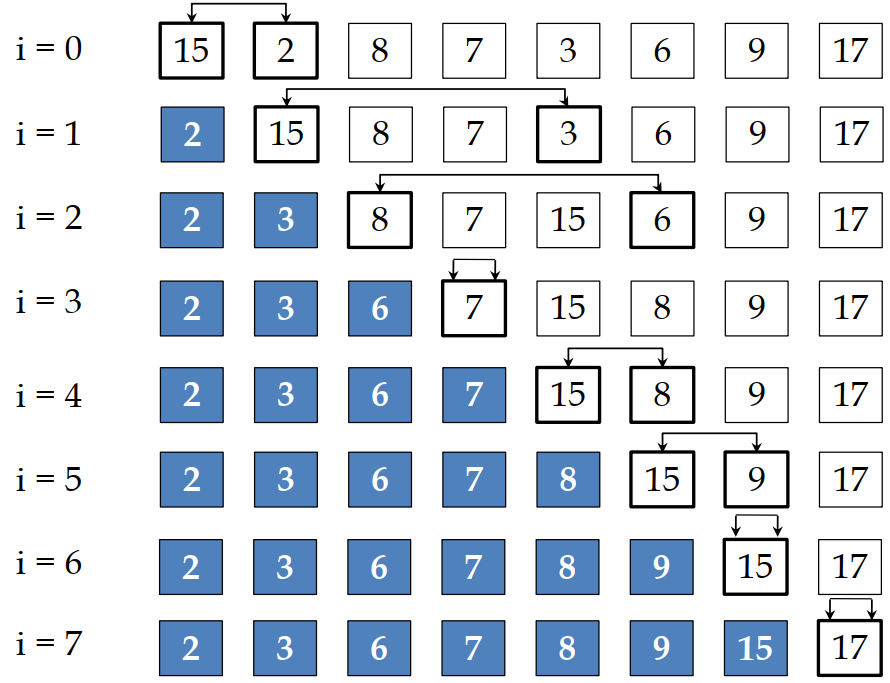 i = 0 15 2 8 7 3 6 9 17
i = 1 2 15 8 7 3 6 9 17
i = 2 2 3 8 7 15 6 9 17
i = 3 2 3 6 7 15 8 9 17
i = 4 2 3 6 7 15 8 9 17
i = 5 2 3 6 7 8 15 9 17
i = 6 2 3 6 7 8 9 15 17
i = 7 2 3 6 7 8 9 15 17